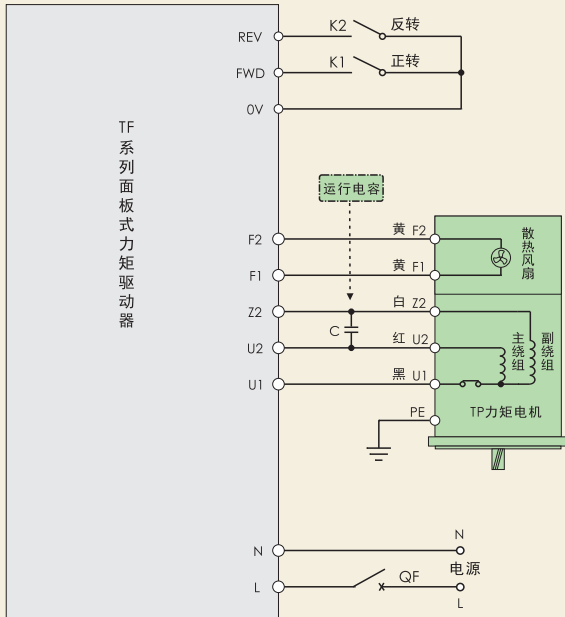 K2
反转
REV
K1
正转
FWD
0V
TF系列面板式力矩驱动器
运行电容
F2
黄 F2
散热风扇
F1
黄 F1
Z2
白 Z2
C
U2
红 U2
主绕组
副绕组
U1
黑 U1
PE
TP力矩电机
N
N
电源
L
QF
L